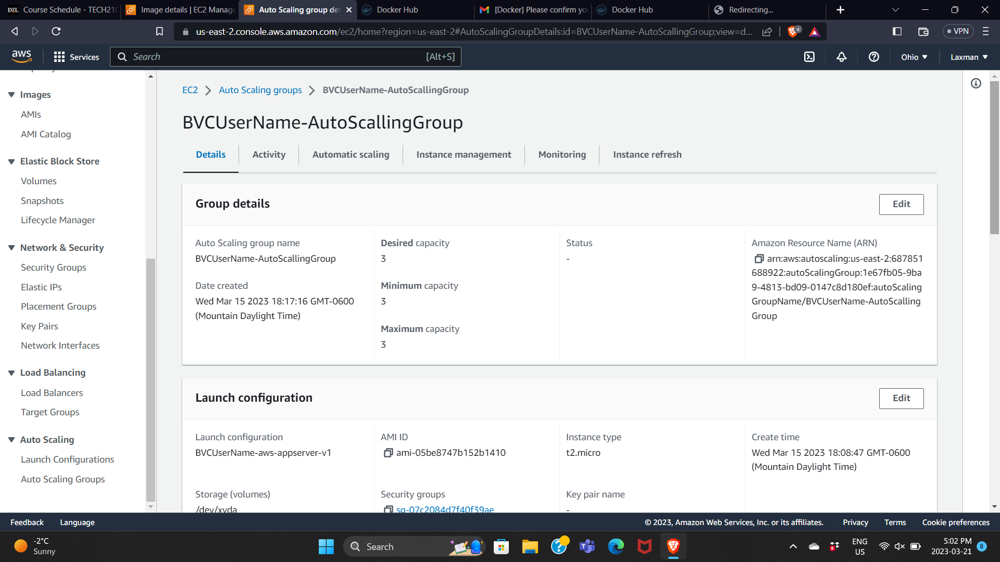 D2L Course Schedule - TECH210
Image details | EC2 Manage
Auto Scaling group det
Docker Hub
[Docker] Please confirm yo
Docker Hub
Redirecting...
us-east-2.console.aws.amazon.com/ec2/home?region=us-east-2#AutoScalingGroupDetails:id=BVCUserName-AutoScallingGroup;view=d...
4
VPN
aws
Services
Search
[Alt+S]
Ohio
Laxman
Images
AMIs
AMI Catalog
Elastic Block Store
Volumes
Snapshots
Lifecycle Manager
Network & Security
Security Groups
Elastic IPs
Placement Groups
Key Pairs
Network Interfaces
Load Balancing
Load Balancers
Target Groups
Auto Scaling
Launch Configurations
Auto Scaling Groups
EC2 > Auto Scaling groups > BVCUserName-AutoScallingGroup
BVCUserName-AutoScallingGroup
Details
Activity
Automatic scaling
Instance management
Monitoring
Instance refresh
Group details
Edit
Auto Scaling group name
BVCUserName-AutoScallingGroup
Date created
Wed Mar 15 2023 18:17:16 GMT-0600
(Mountain Daylight Time)
Desired capacity
3
Minimum capacity
3
Maximum capacity
3
Status
-
Amazon Resource Name (ARN)
arn:aws:autoscaling:us-east-2:687851
688922:autoScalingGroup:1e67fb05-9ba
9-4813-bd09-0147c8d180ef:autoScaling
GroupName/BVCUserName-AutoScalling
Group
Launch configuration
Edit
Launch configuration
BVCUserName-aws-appserver-v1
AMI ID
ami-05be8747b152b1410
Instance type
t2.micro
Create time
Wed Mar 15 2023 18:08:47 GMT-0600
(Mountain Daylight Time)
Storage (volumes)
/dev/xvda
Security groups
sg-07c2084d7f40f39ae
Key pair name
-
Feedback
Language
© 2023, Amazon Web Services, Inc. or its affiliates.
Privacy
Terms
Cookie preferences
-2°C
Sunny
Search
ENG
US
5:02 PM
2023-03-21
8